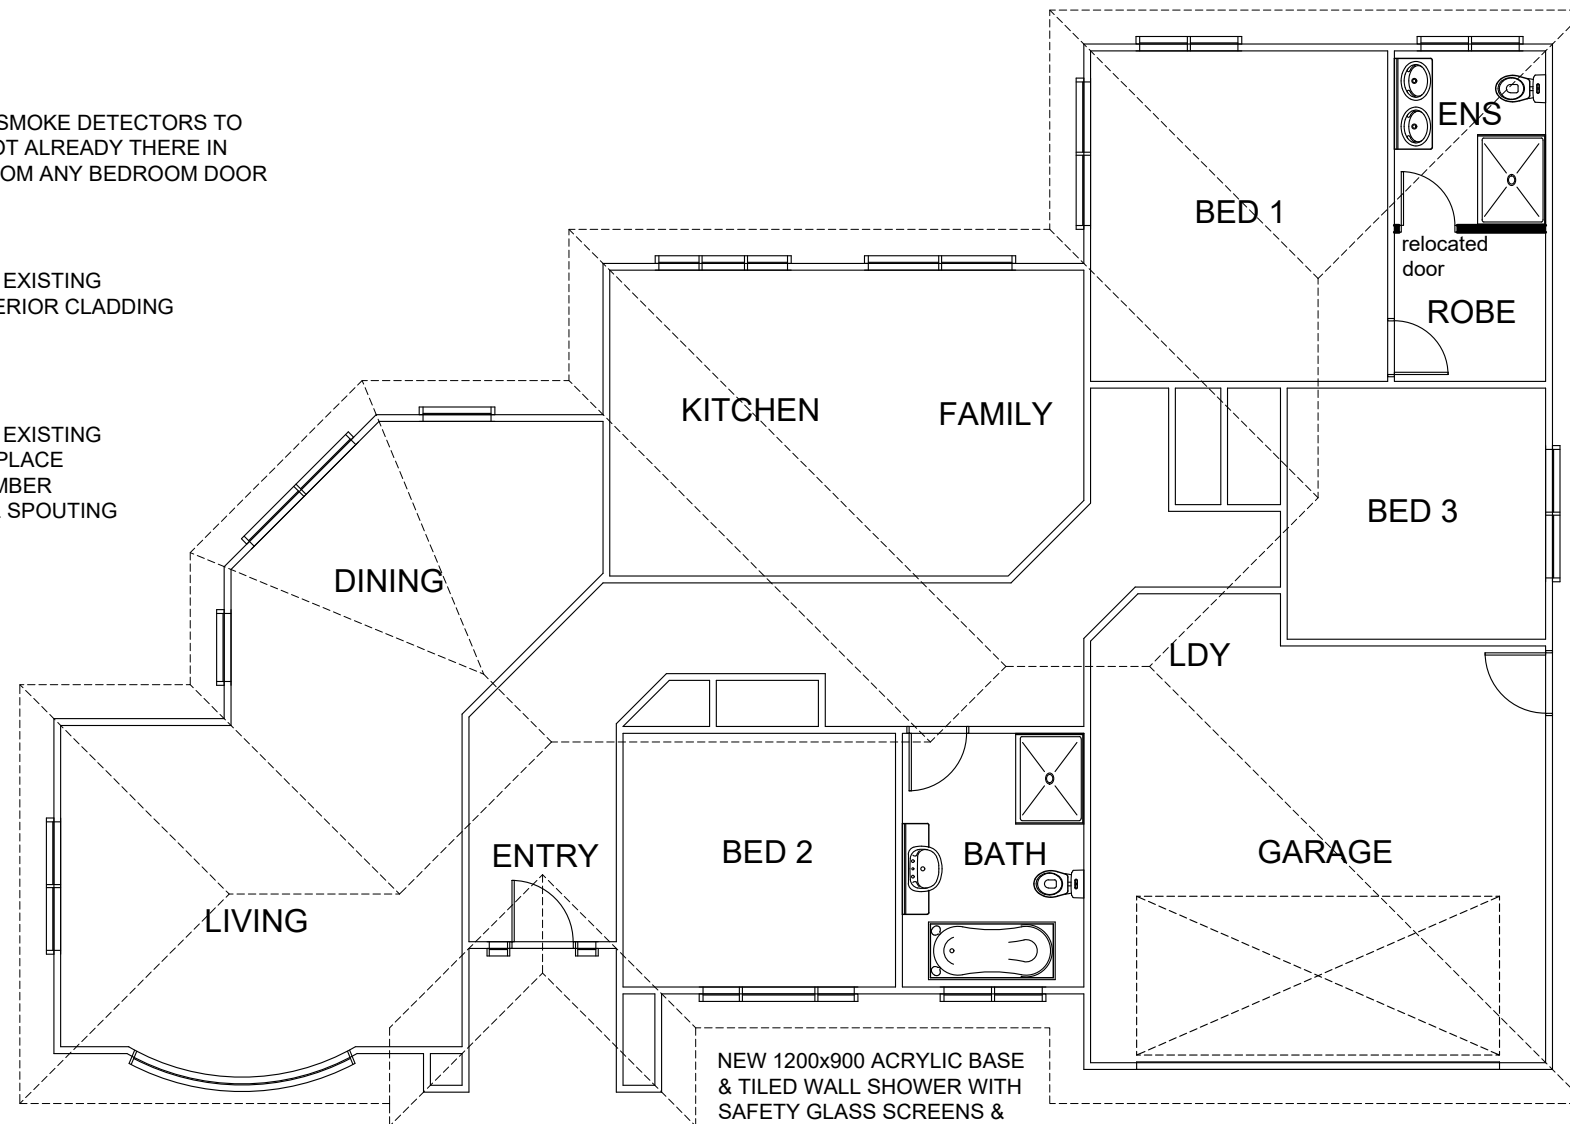 SMOKE DETECTORS TO
OT ALREADY THERE IN
OM ANY BEDROOM DOOR
EXISTING
ERIOR CLADDING
EXISTING
PLACE
MBER
SPOUTING
ENS
BED 1
relocated
door
ROBE
KITCHEN
FAMILY
BED 3
DINING
LDY
ENTRY
BED 2
BATH
GARAGE
LIVING
NEW 1200x900 ACRYLIC BASE
& TILED WALL SHOWER WITH
SAFETY GLASS SCREENS &